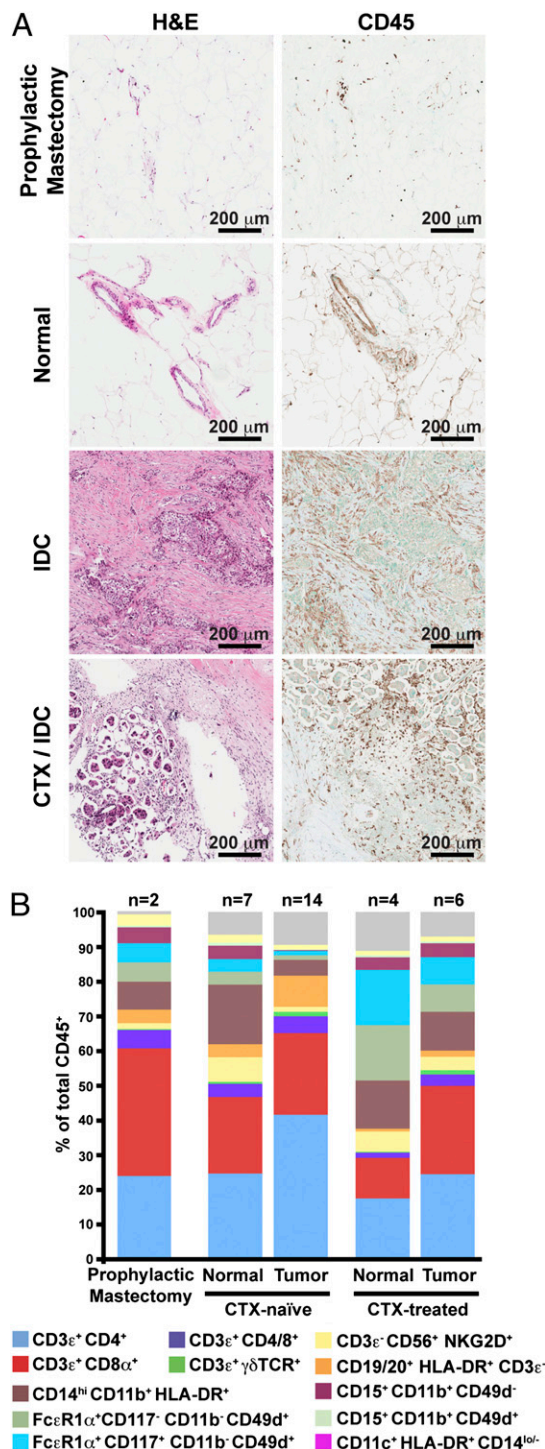 A
H&E CD45
Prophylactic
Mastectomy
200 µm 200 µm
Normal
200 µm 200 µm
IDC
200 µm 200 µm
CTX / IDC
200 µm 200 µm
B
n=2 n=7 n=14 n=4 n=6
% of total CD45⁺
100
90
80
70
60
50
40
30
20
10
0
Prophylactic
Mastectomy
Normal Tumor Normal Tumor
CTX-naïve CTX-treated
CD3ε⁺ CD4⁺ CD3ε⁺ CD4/8⁺ CD3ε⁻ CD56⁺ NKG2D⁺
CD3ε⁺ CD8α⁺ CD3ε⁺ γδTCR⁺ CD19/20⁺ HLA-DR⁺ CD3ε⁻
CD14ʰⁱ CD11b⁺ HLA-DR⁺ CD15⁺ CD11b⁺ CD49d⁻
FcεR1α⁺CD117⁻ CD11b⁻ CD49d⁺ CD15⁺ CD11b⁺ CD49d⁺
FcεR1α⁺ CD117⁺ CD11b⁻CD49d⁺ CD11c⁺ HLA-DR⁺ CD14ˡᵒ/⁻